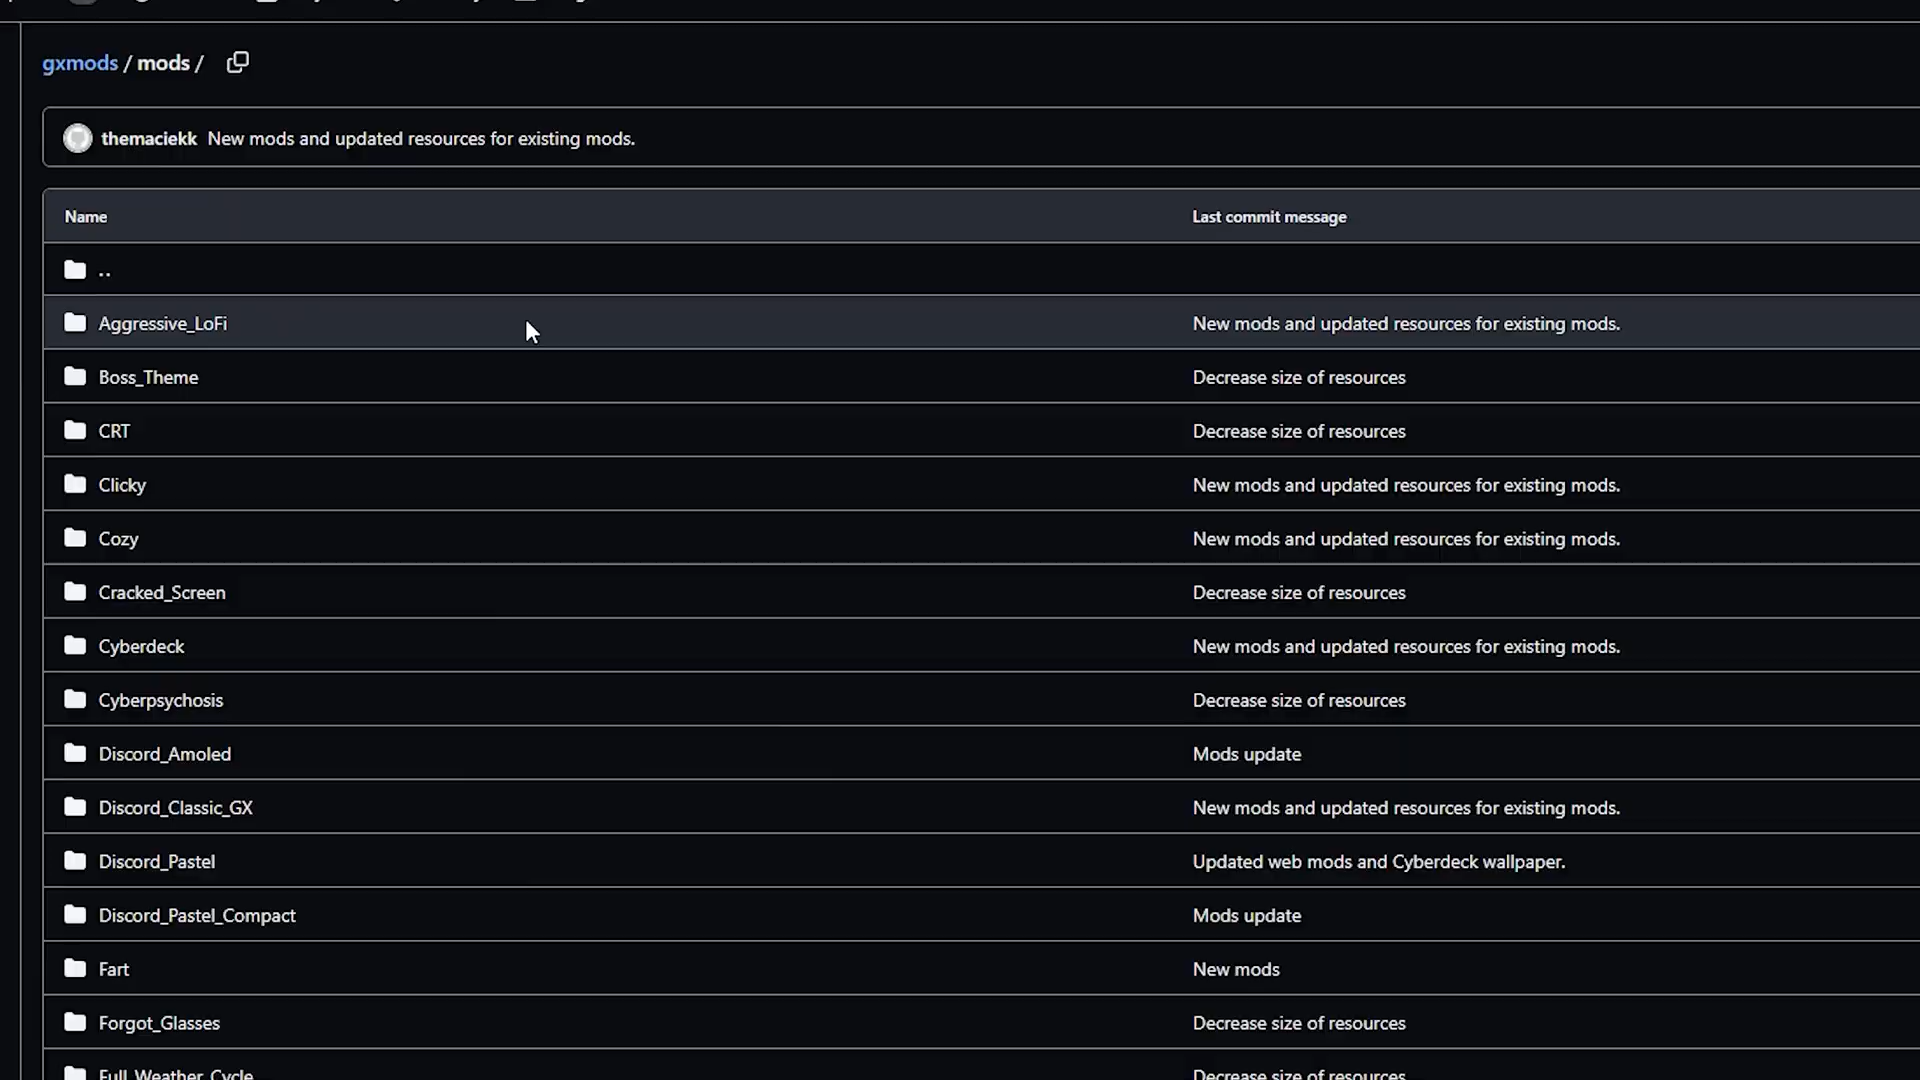 gxmods / mods /
themaciekk New mods and updated resources for existing mods.
Name Last commit message
..
Aggressive_LoFi New mods and updated resources for existing mods.
Boss_Theme Decrease size of resources
CRT Decrease size of resources
Clicky New mods and updated resources for existing mods.
Cozy New mods and updated resources for existing mods.
Cracked_Screen Decrease size of resources
Cyberdeck New mods and updated resources for existing mods.
Cyberpsychosis Decrease size of resources
Discord_Amoled Mods update
Discord_Classic_GX New mods and updated resources for existing mods.
Discord_Pastel Updated web mods and Cyberdeck wallpaper.
Discord_Pastel_Compact Mods update
Fart New mods
Forgot_Glasses Decrease size of resources
Full_Weather_Cycle Decrease size of resources